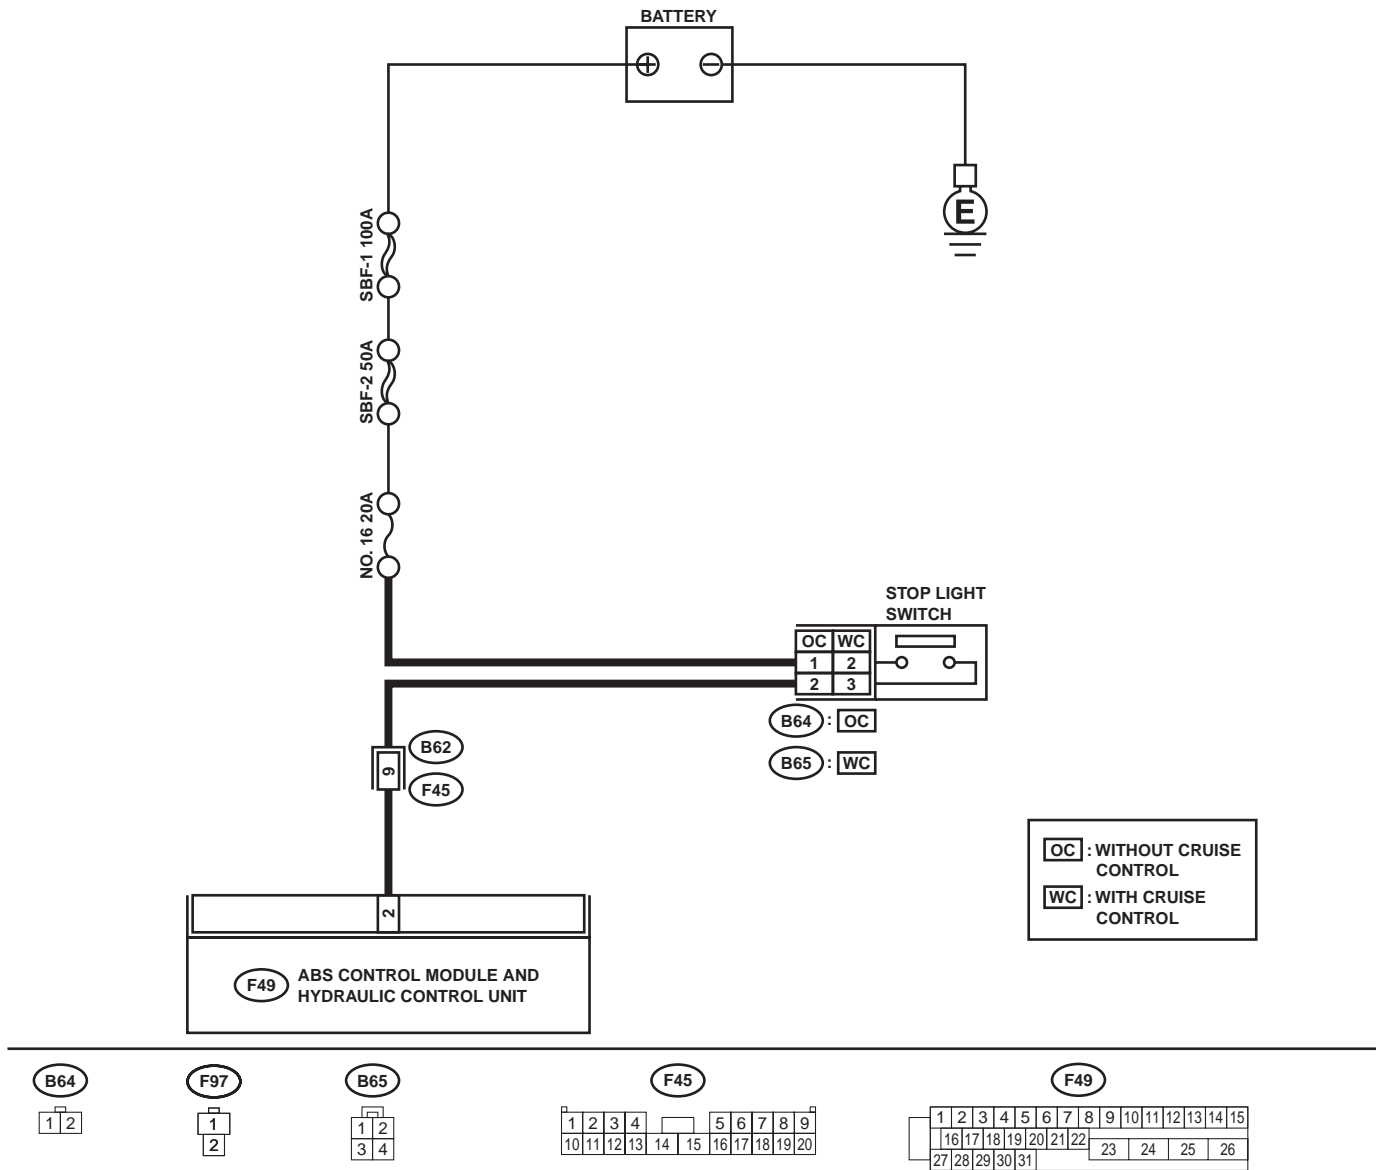 BATTERY
E
SBF-1 100A
SBF-2 50A
NO. 16 20A
STOP LIGHT
SWITCH
OC WC
1 2
2 3
B64 : OC
B65 : WC
B62
9
F45
OC : WITHOUT CRUISE
CONTROL
WC : WITH CRUISE
CONTROL
2
F49 ABS CONTROL MODULE AND
HYDRAULIC CONTROL UNIT
B64 F97 B65 F45 F49
1 2
1
2
1 2
3 4
1 2 3 4 5 6 7 8 9
10 11 12 13 14 15 16 17 18 19 20
1 2 3 4 5 6 7 8 9 10 11 12 13 14 15
16 17 18 19 20 21 22 23 24 25 26
27 28 29 30 31